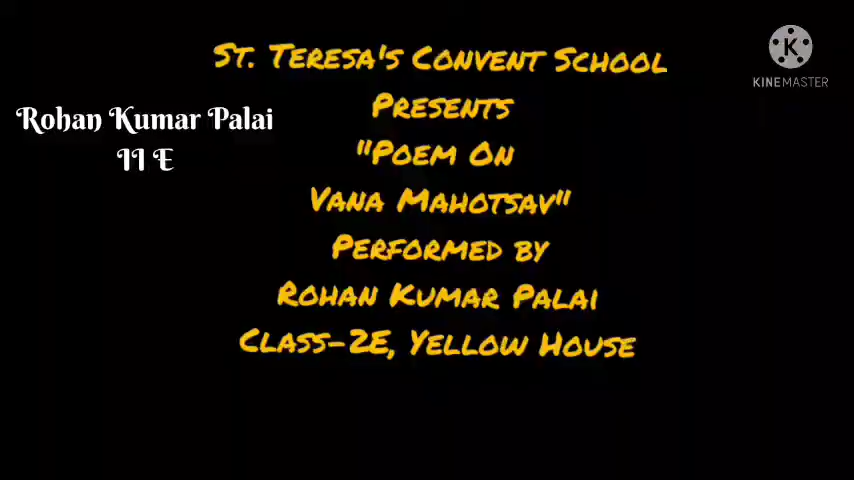 St. Teresa's Convent School
Presents
"Poem On
Vana Mahotsav"
Performed by
Rohan Kumar Palai
Class-2E, Yellow House
Rohan Kumar Palai
II E
K
KINEMASTER